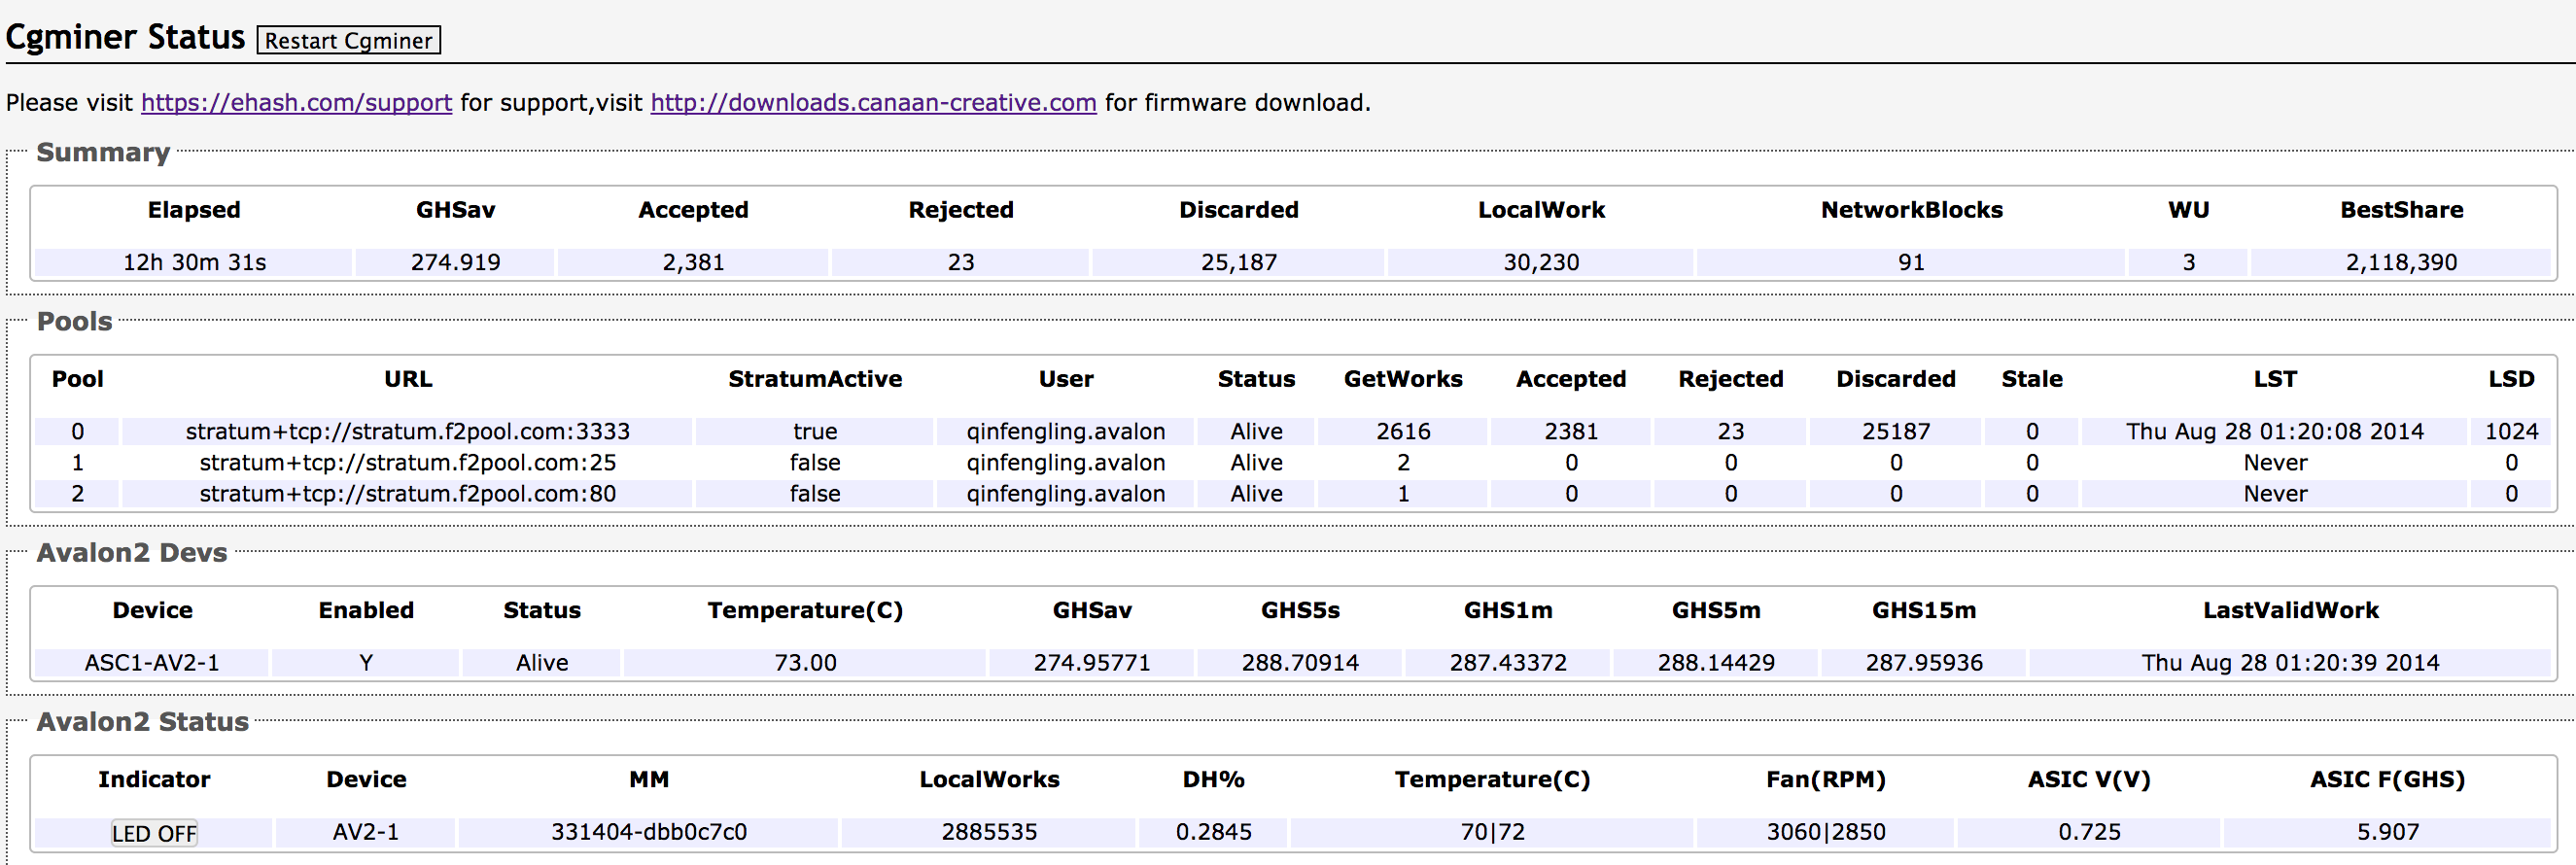 Cgminer Status Restart Cgminer
Please visit https://ehash.com/support for support,visit http://downloads.canaan-creative.com for firmware download.
Summary
Elapsed GHSav Accepted Rejected Discarded LocalWork NetworkBlocks WU BestShare
12h 30m 31s 274.919 2,381 23 25,187 30,230 91 3 2,118,390
Pools
Pool URL StratumActive User Status GetWorks Accepted Rejected Discarded Stale LST LSD
0 stratum+tcp://stratum.f2pool.com:3333 true qinfengling.avalon Alive 2616 2381 23 25187 0 Thu Aug 28 01:20:08 2014 1024
1 stratum+tcp://stratum.f2pool.com:25 false qinfengling.avalon Alive 2 0 0 0 0 Never 0
2 stratum+tcp://stratum.f2pool.com:80 false qinfengling.avalon Alive 1 0 0 0 0 Never 0
Avalon2 Devs
Device Enabled Status Temperature(C) GHSav GHS5s GHS1m GHS5m GHS15m LastValidWork
ASC1-AV2-1 Y Alive 73.00 274.95771 288.70914 287.43372 288.14429 287.95936 Thu Aug 28 01:20:39 2014
Avalon2 Status
Indicator Device MM LocalWorks DH% Temperature(C) Fan(RPM) ASIC V(V) ASIC F(GHS)
LED OFF AV2-1 331404-dbb0c7c0 2885535 0.2845 70|72 3060|2850 0.725 5.907